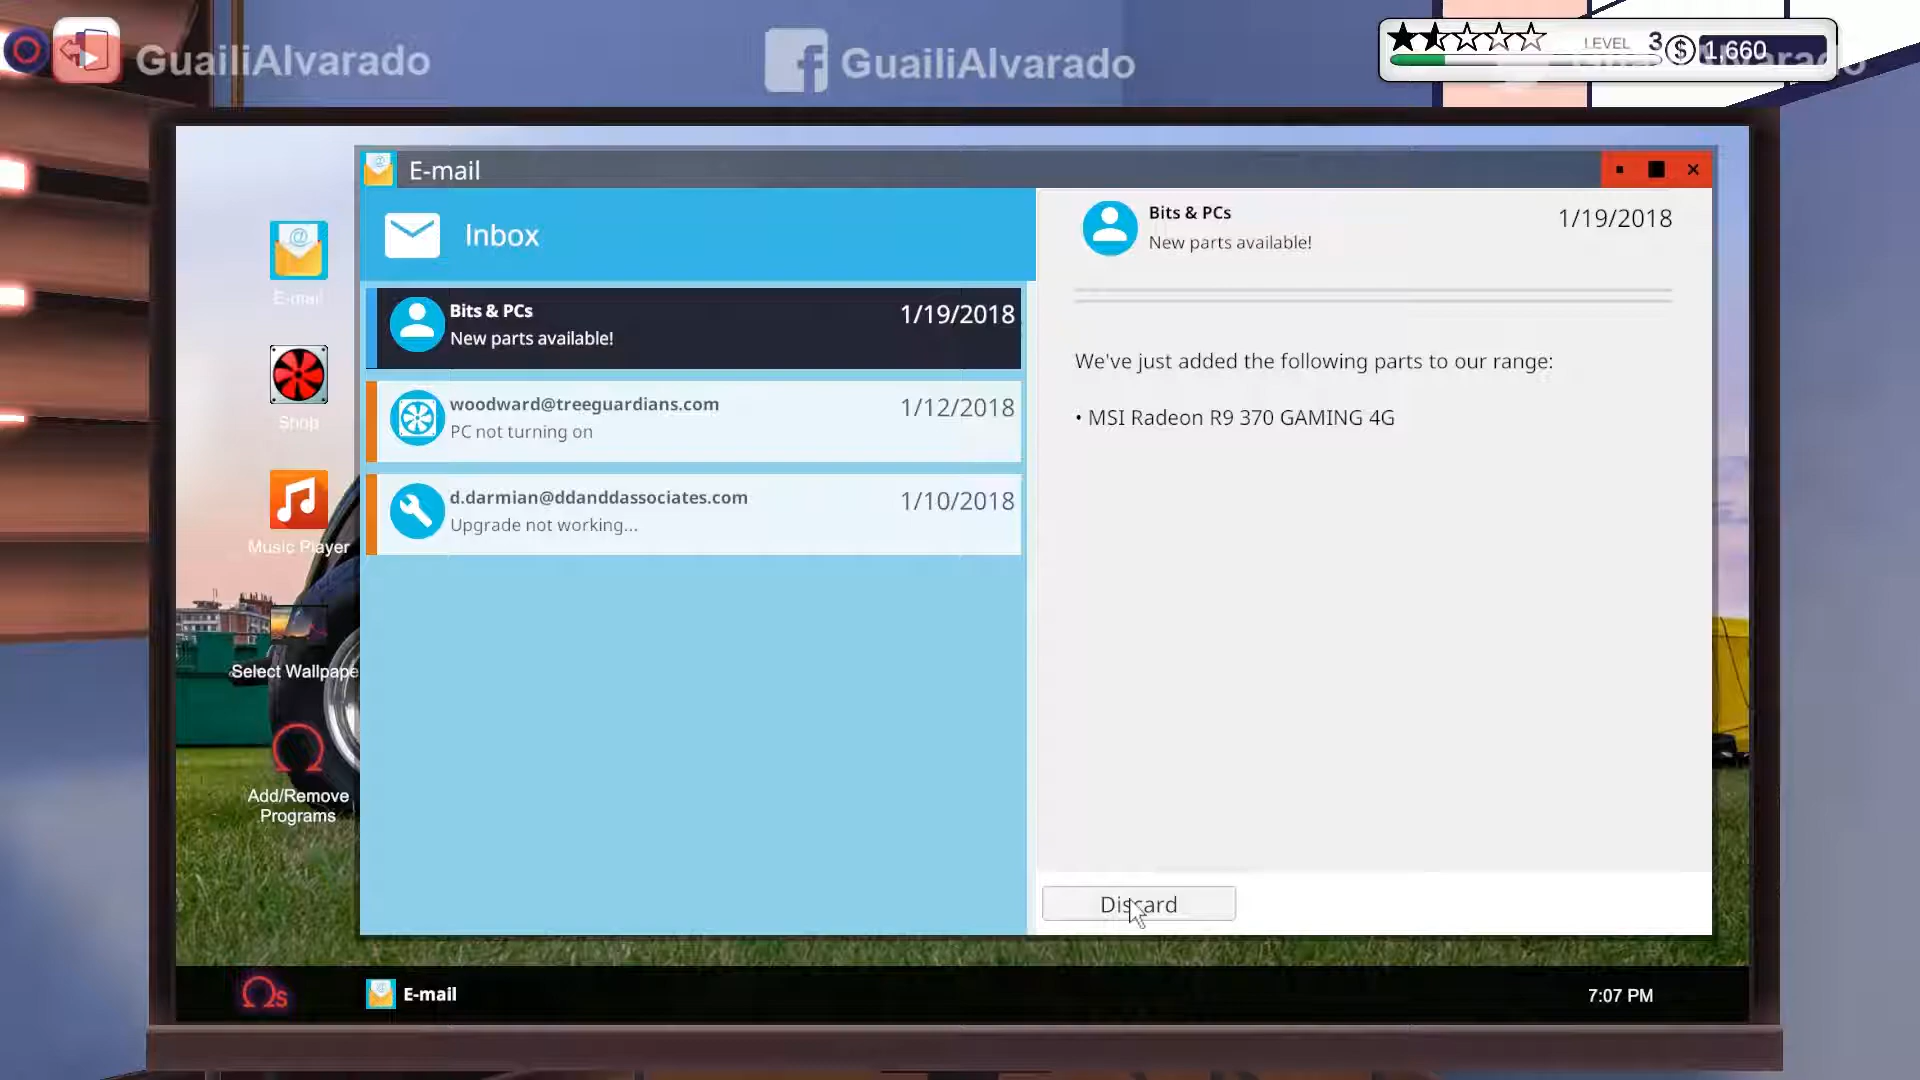 GuailiAlvarado
GuailiAlvarado
LEVEL 3
$ 1,660
E-mail
Inbox
Bits & PCs
New parts available!
1/19/2018
woodward@treeguardians.com
PC not turning on
1/12/2018
d.darmian@ddanddassociates.com
Upgrade not working...
1/10/2018
Bits & PCs
New parts available!
1/19/2018
We've just added the following parts to our range:
• MSI Radeon R9 370 GAMING 4G
Discard
E-mail
Shop
Music Player
Select Wallpape
Add/Remove
Programs
Ωs
E-mail
7:07 PM